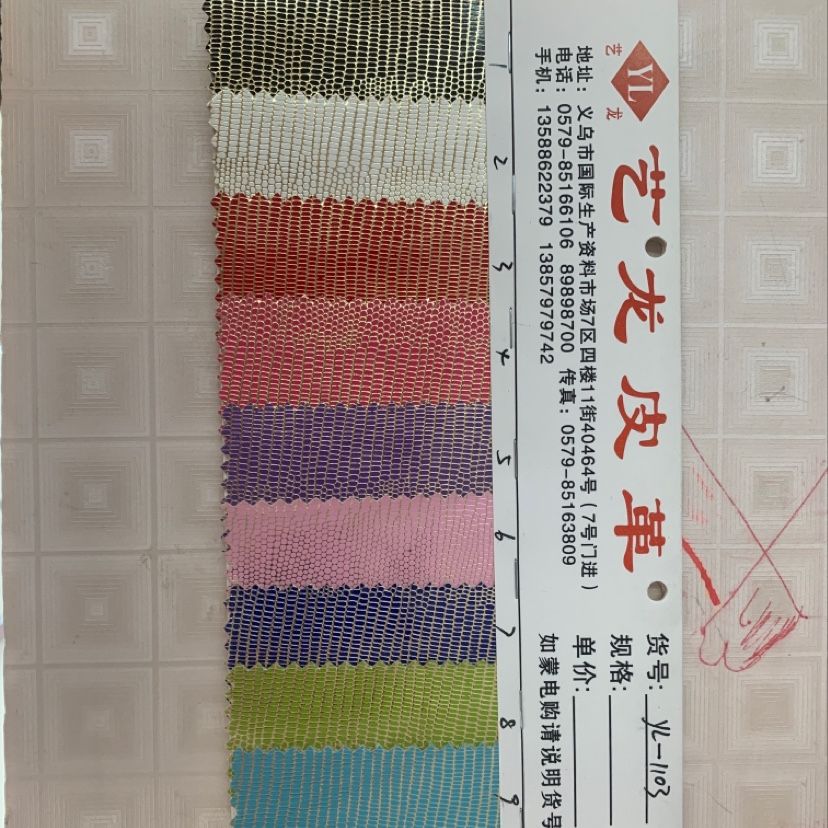 YL
艺龙
艺龙皮革
地址：义乌市国际生产资料市场7区四楼11街40464号（7号门进）
电话：0579-85166106 89898700 传真：0579-85163809
手机：13588622379 13857979742
货号：YL-1103
规格：
单价：
如蒙电购请说明货号
1
2
3
4
5
6
7
8
9